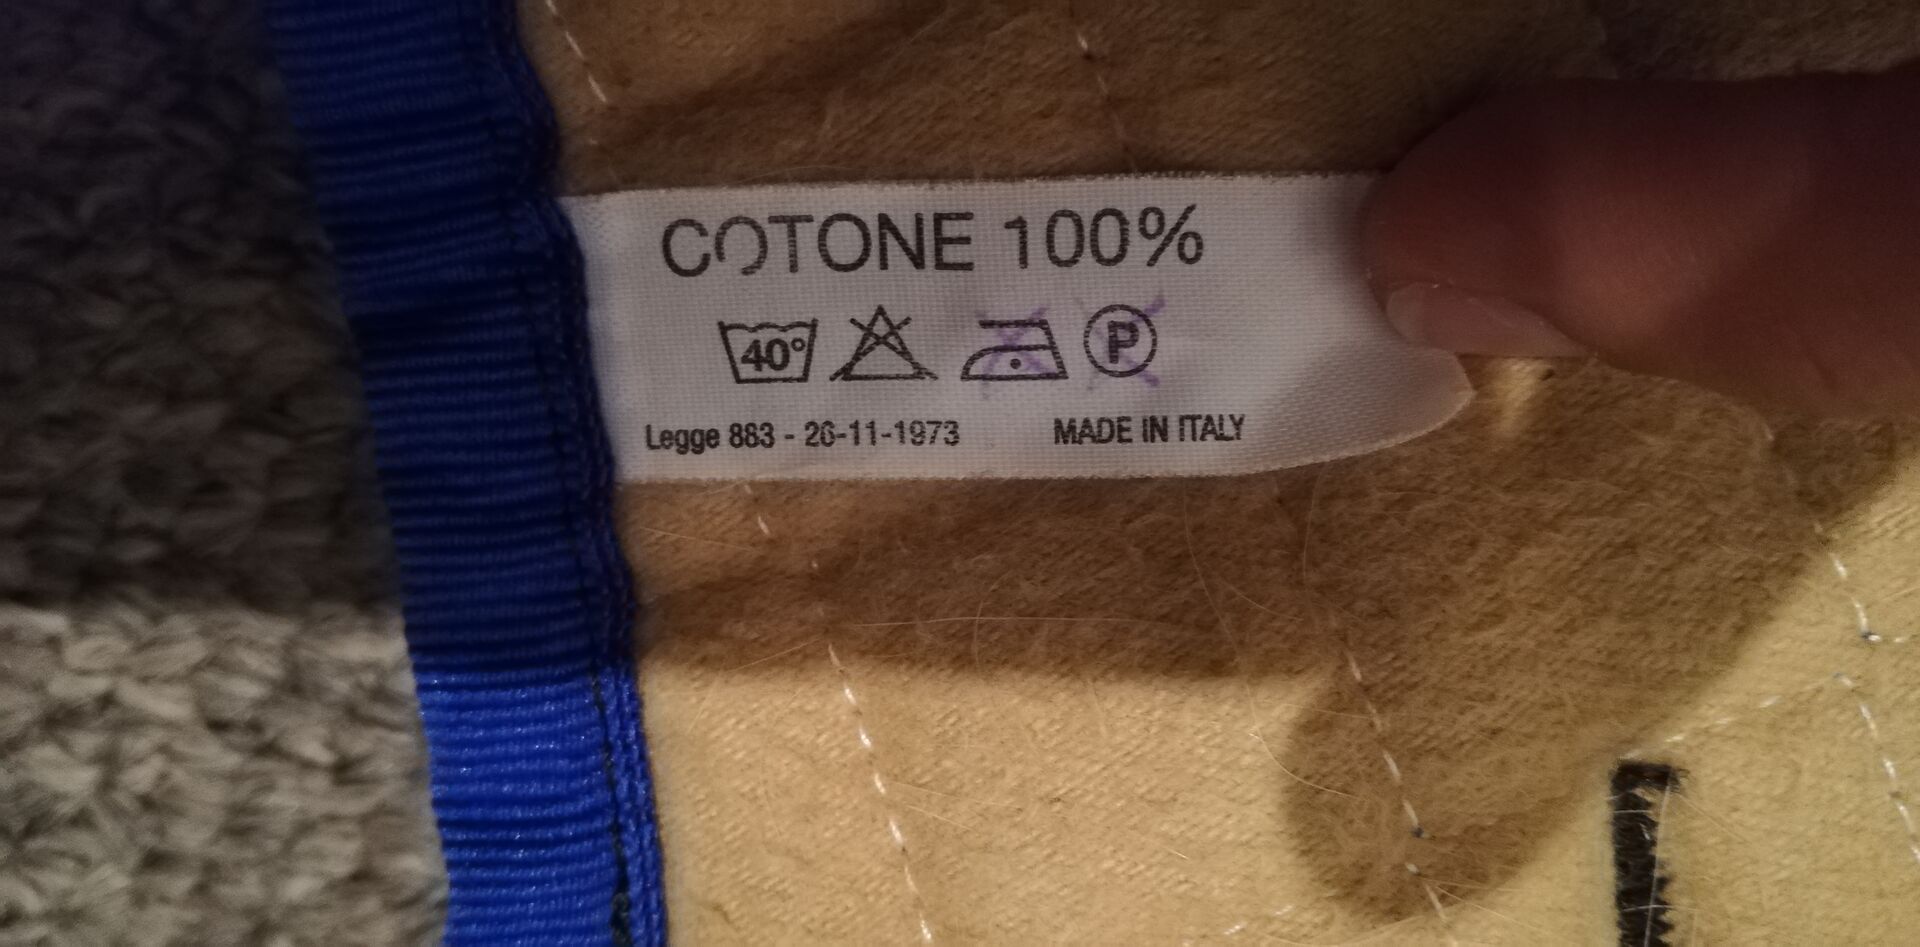 COTONE 100%
40° P
Legge 883 - 26-11-1973 MADE IN ITALY